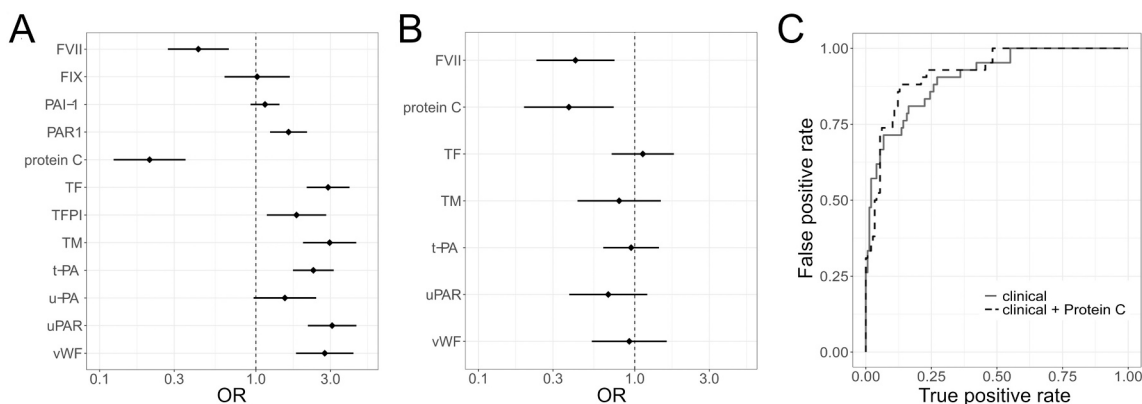 A
FVII
FIX
PAI-1
PAR1
protein C
TF
TFPI
TM
t-PA
u-PA
uPAR
vWF
0.1 0.3 1.0 3.0
OR
B
FVII
protein C
TF
TM
t-PA
uPAR
vWF
0.1 0.3 1.0 3.0
OR
C
False positive rate
1.00
0.75
0.50
0.25
0.00
clinical
clinical + Protein C
0.00 0.25 0.50 0.75 1.00
True positive rate